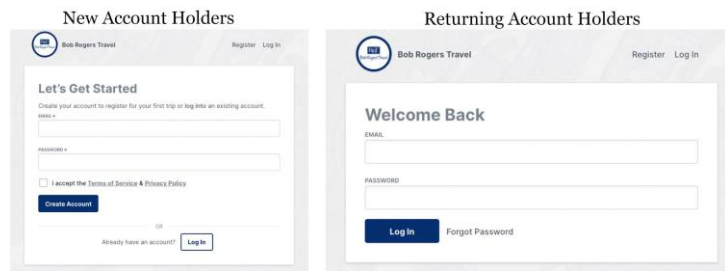 New Account Holders
Bob Rogers Travel
Register Log In
Let's Get Started
Create your account to register for your first trip or log into an existing account.
EMAIL *
PASSWORD *
I accept the Terms of Service & Privacy Policy
Create Account
OR
Already have an account? Log In
Returning Account Holders
Bob Rogers Travel
Register Log In
Welcome Back
EMAIL
PASSWORD
Log In Forgot Password